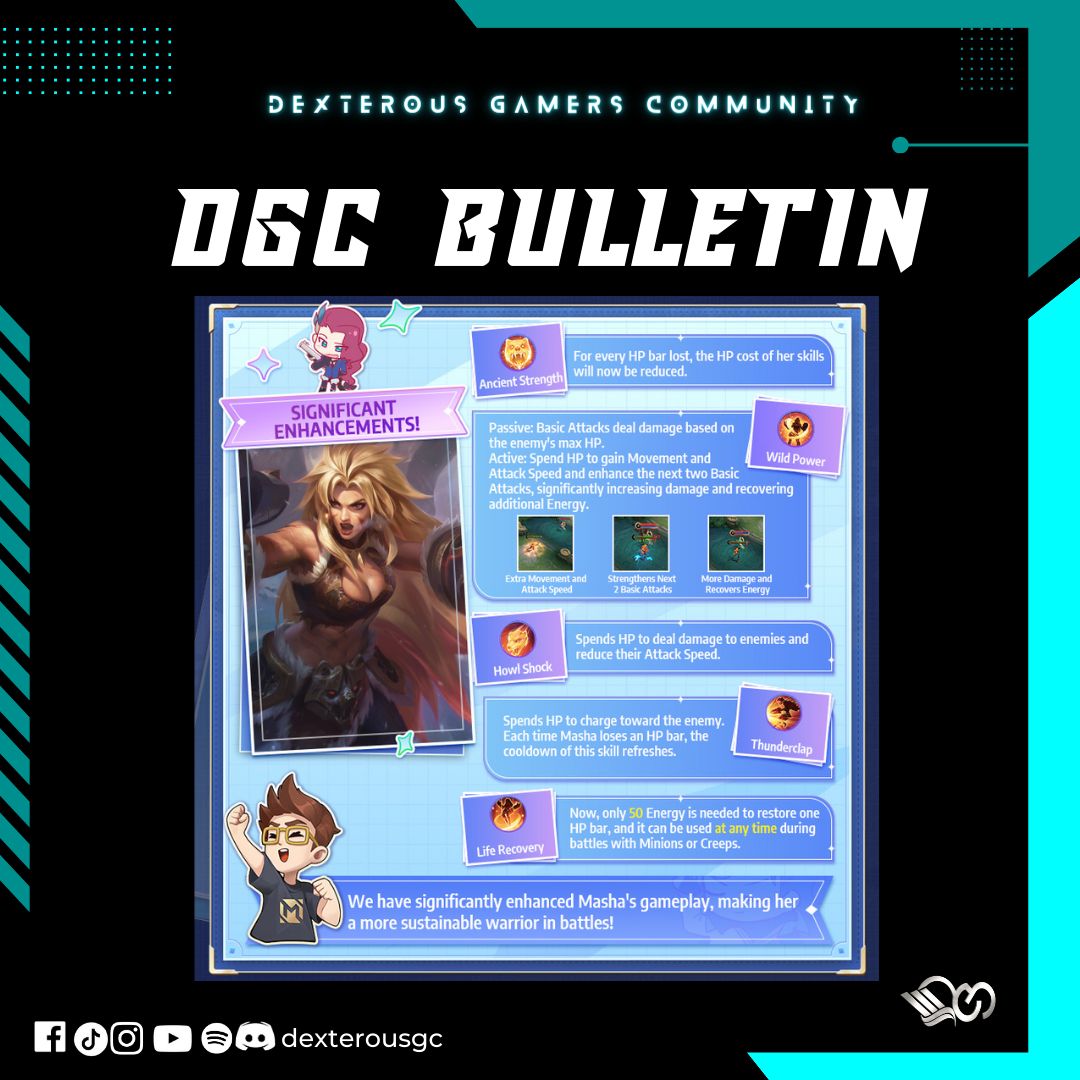 DEXTEROUS GAMERS COMMUNITY
DGC BULLETIN
SIGNIFICANT
ENHANCEMENTS!
Ancient Strength
For every HP bar lost, the HP cost of her skills
will now be reduced.
Wild Power
Passive: Basic Attacks deal damage based on
the enemy's max HP.
Active: Spend HP to gain Movement and
Attack Speed and enhance the next two Basic
Attacks, significantly increasing damage and recovering
additional Energy.
Extra Movement and
Attack Speed
Strengthens Next
2 Basic Attacks
More Damage and
Recovers Energy
Howl Shock
Spends HP to deal damage to enemies and
reduce their Attack Speed.
Thunderclap
Spends HP to charge toward the enemy.
Each time Masha loses an HP bar, the
cooldown of this skill refreshes.
Life Recovery
Now, only 50 Energy is needed to restore one
HP bar, and it can be used at any time during
battles with Minions or Creeps.
We have significantly enhanced Masha's gameplay, making her
a more sustainable warrior in battles!
dexterousgc